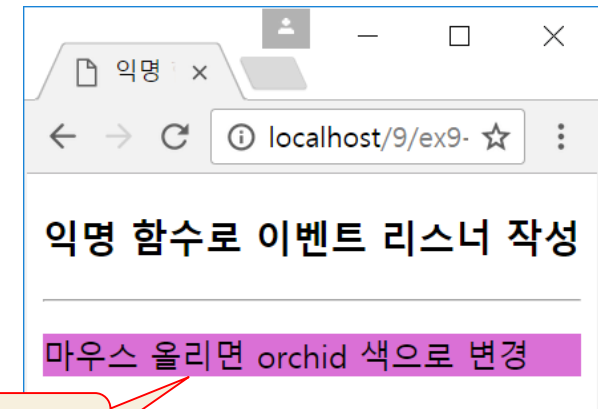 익명
localhost/9/ex9-
익명 함수로 이벤트 리스너 작성
마우스 올리면 orchid 색으로 변경